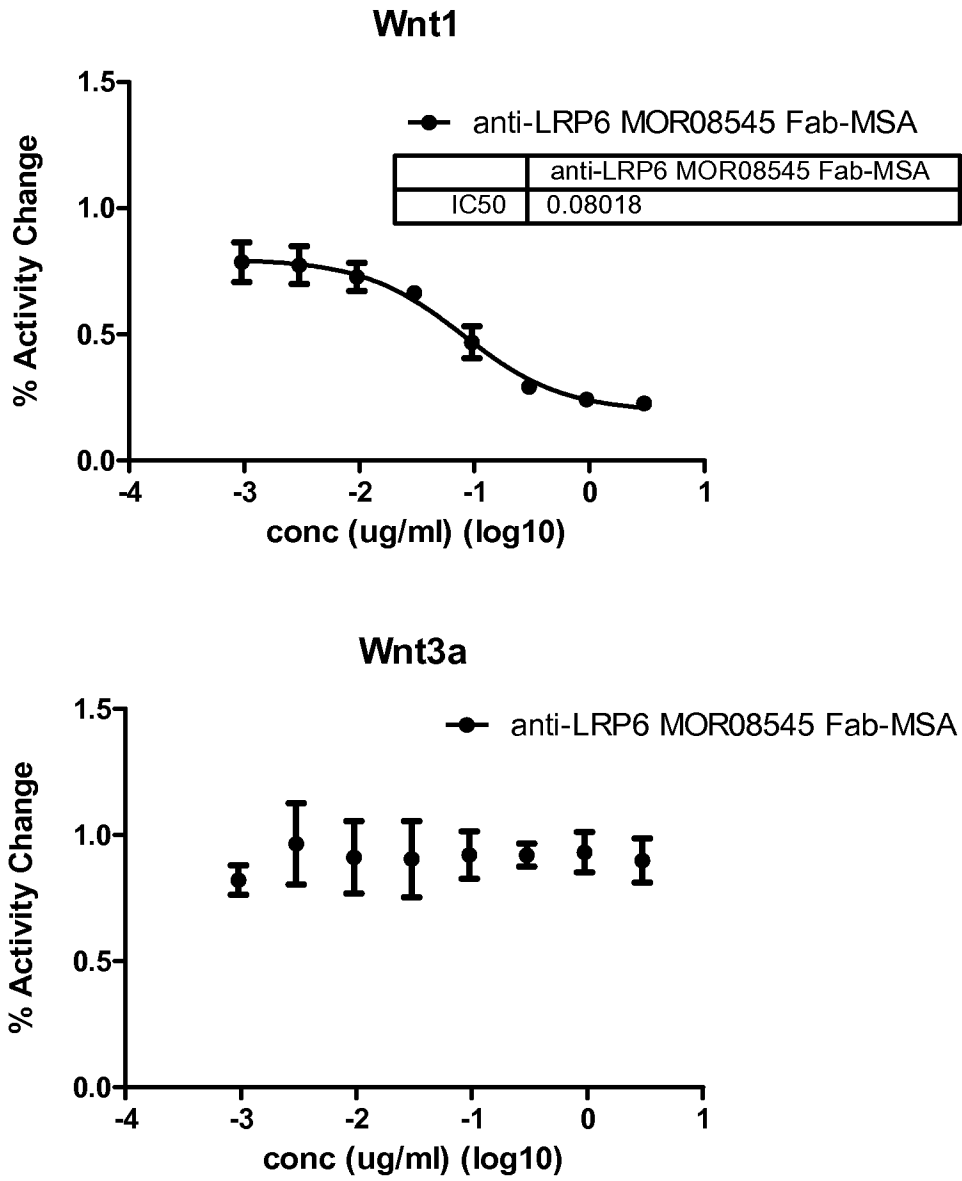 Wnt1
1.5
anti-LRP6 MOR08545 Fab-MSA
anti-LRP6 MOR08545 Fab-MSA
IC50 0.08018
1.0
% Activity Change
0.5
0.0
-4 -3 -2 -1 0 1
conc (ug/ml) (log10)
Wnt3a
1.5
anti-LRP6 MOR08545 Fab-MSA
% Activity Change
1.0
0.5
0.0
-4 -3 -2 -1 0 1
conc (ug/ml) (log10)